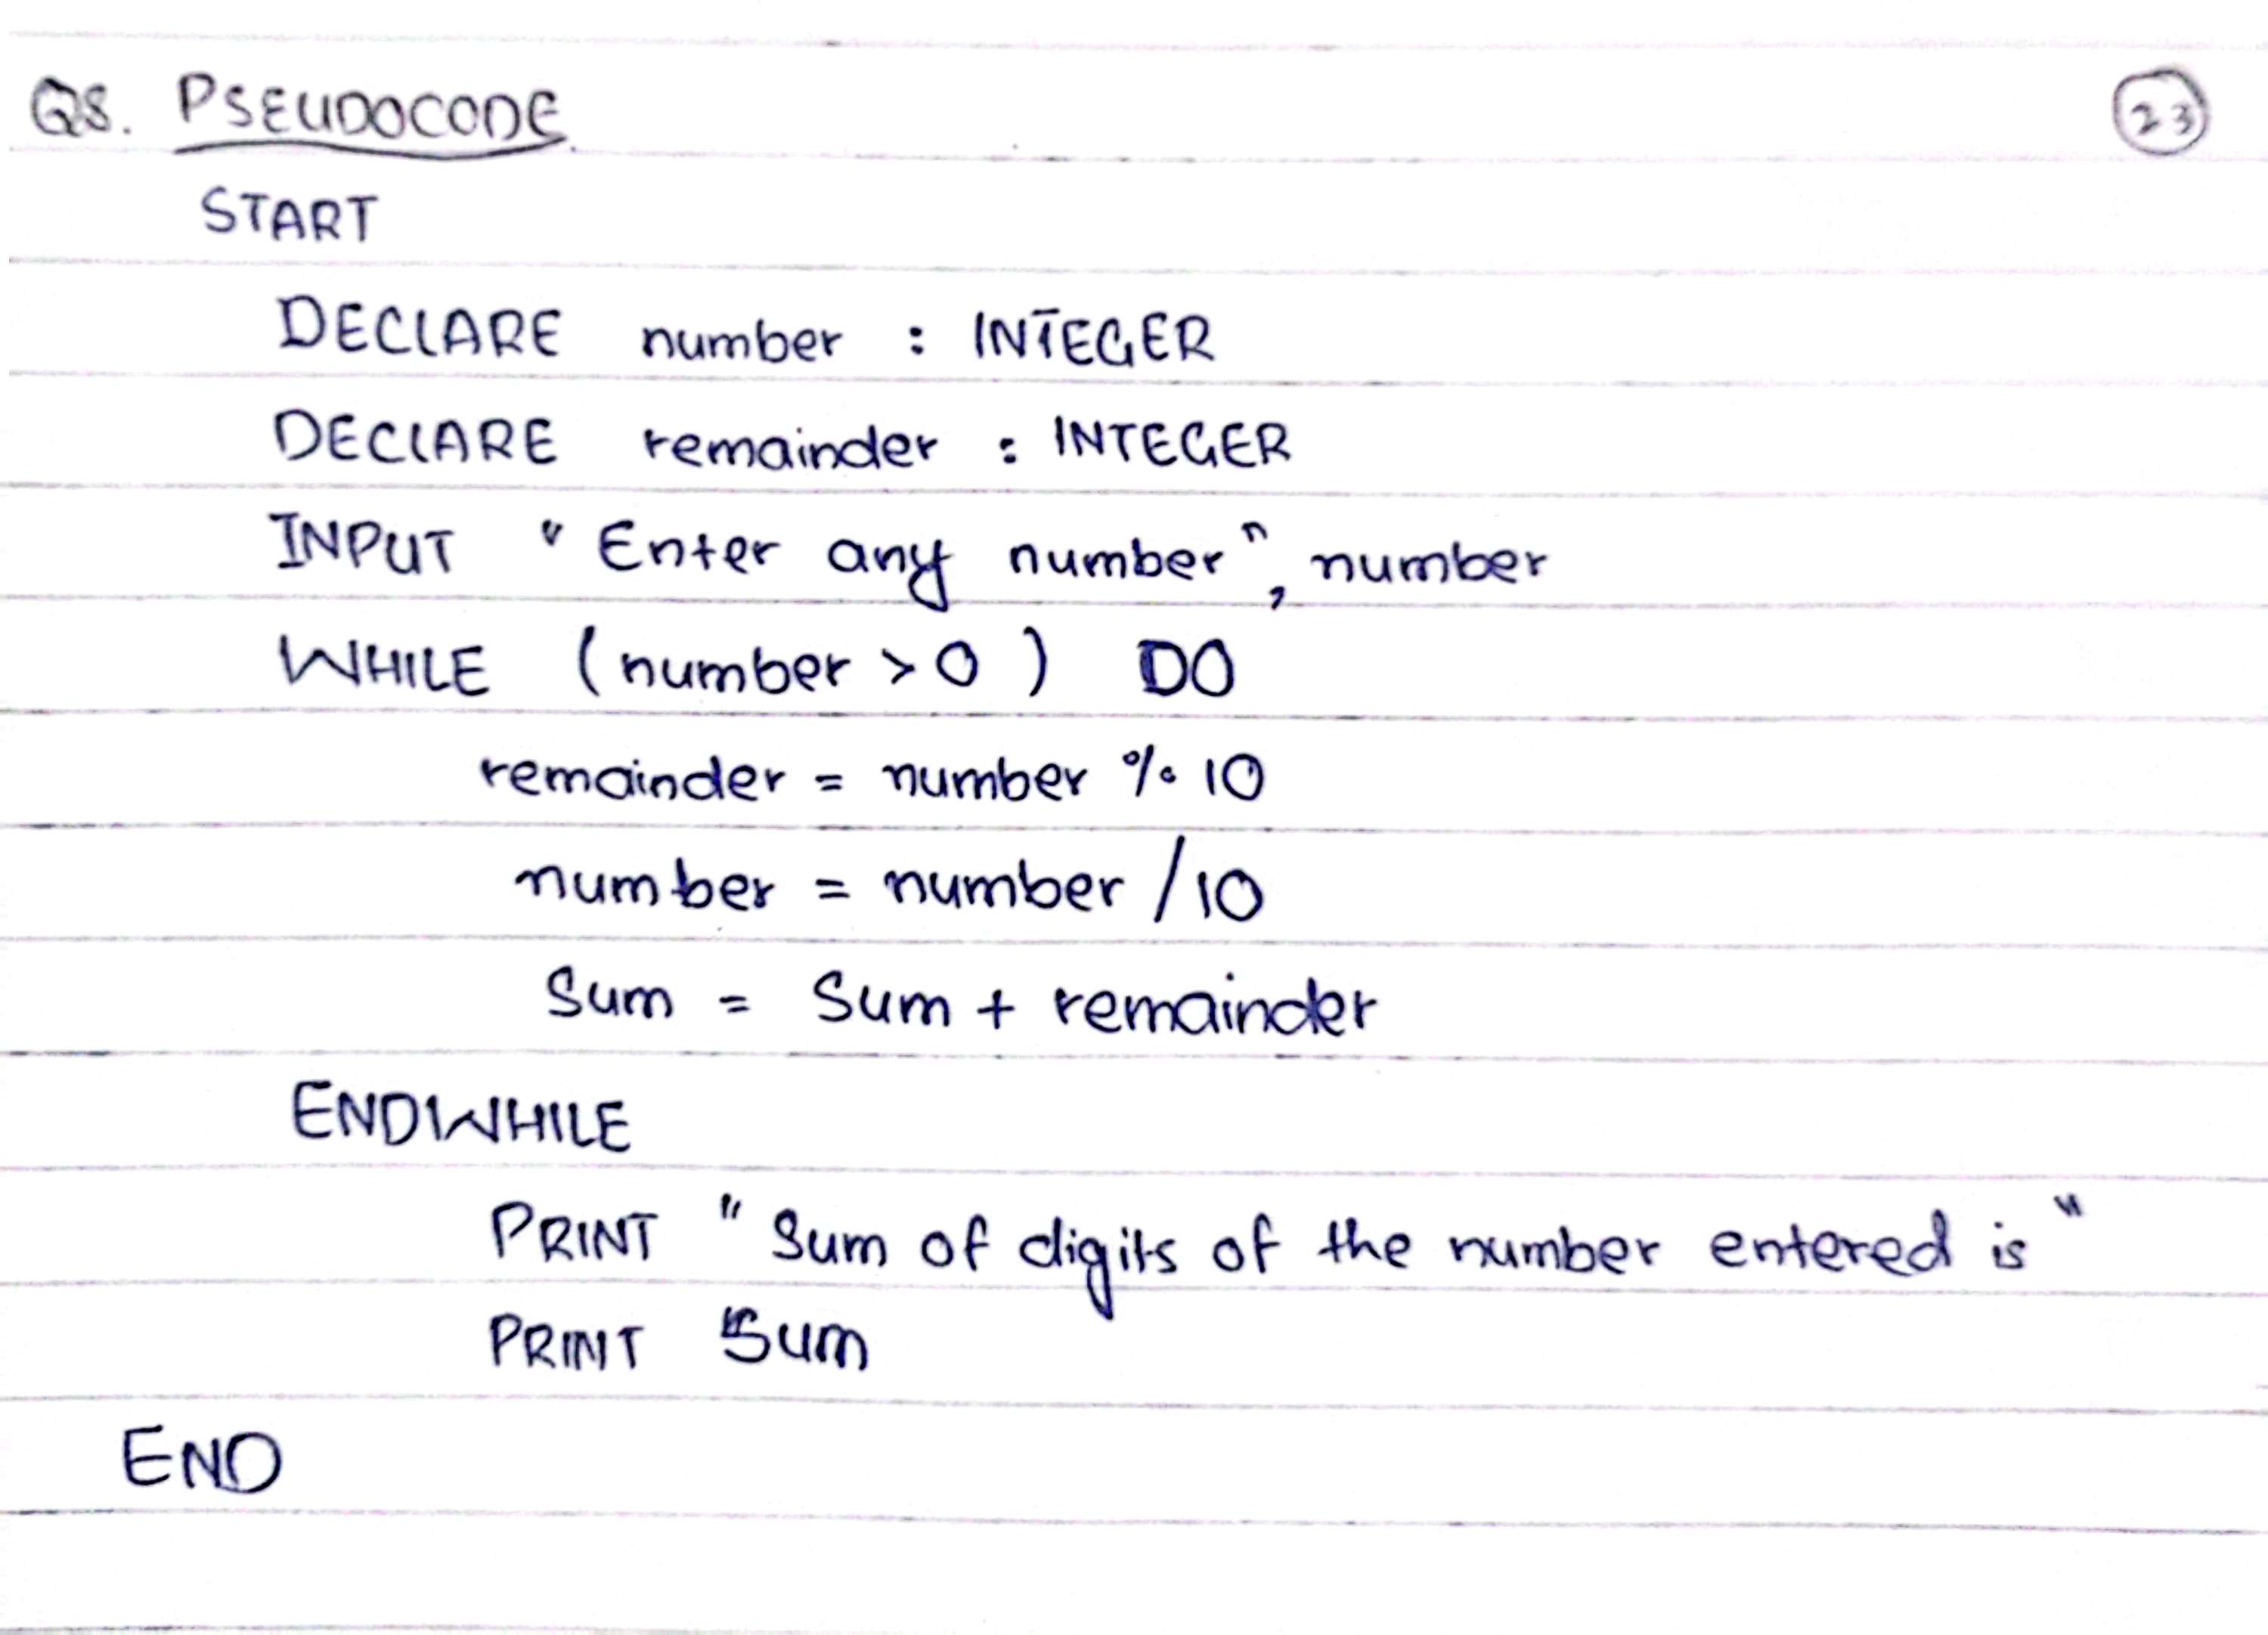 Q8. PSEUDOCODE
23
START
DECLARE number : INTEGER
DECLARE remainder : INTEGER
INPUT "Enter any number", number
WHILE (number > 0) DO
remainder = number % 10
number = number / 10
Sum = Sum + remainder
ENDWHILE
PRINT "Sum of digits of the number entered is"
PRINT Sum
END